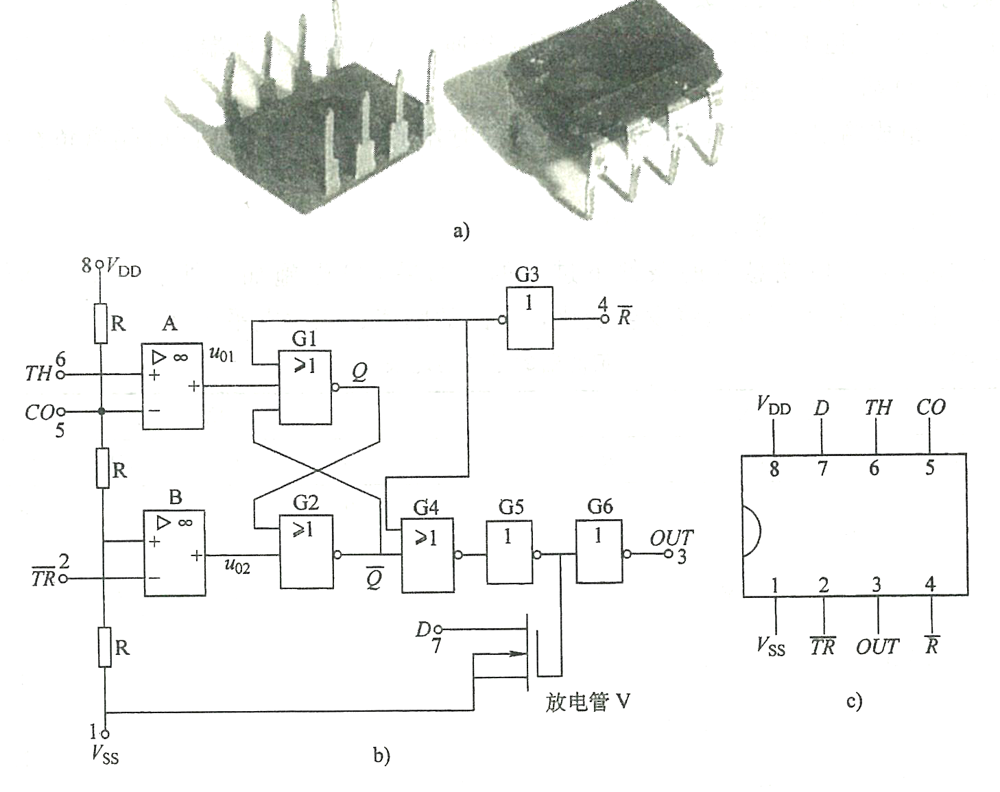 a)
8 V_DD
R
A
▷ ∞
+
+
−
TH 6
CO 5
u_01
G1
≥1
Q
G3
1
4 R̅
R
B
▷ ∞
+
+
−
T̅R̅ 2
u_02
G2
≥1
Q̅
G4
≥1
G5
1
G6
1
OUT 3
R
D 7
放电管 V
1 V_SS
b)
V_DD D TH CO
8 7 6 5
1 2 3 4
V_SS T̅R̅ OUT R̅
c)